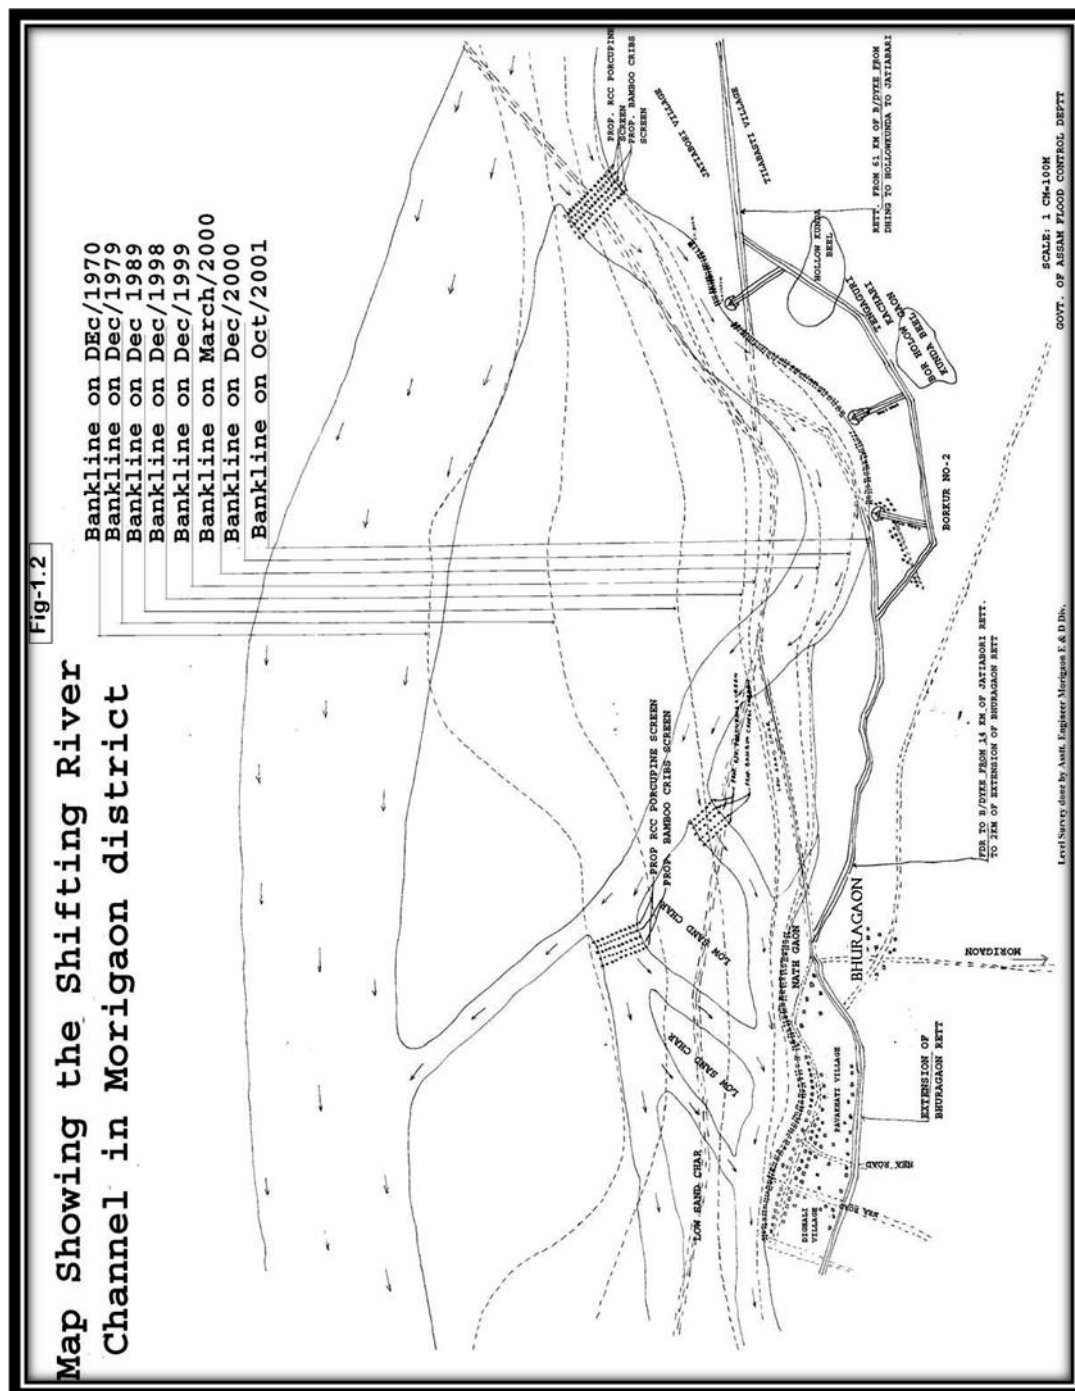 Fig-1.2
Map Showing the Shifting River
Channel in Morigaon district
Bankline on DEc/1970
Bankline on Dec/1979
Bankline on Dec 1989
Bankline on Dec/1998
Bankline on Dec/1999
Bankline on March/2000
Bankline on Dec/2000
Bankline on Oct/2001
PROP. RCC PORCUPINE
SCREEN
PROP. BAMBOO CRIBS
SCREEN
JATIABORI VILLAGE
TILABASTI VILLAGE
RETT. FROM 61 KM OF B/DYKE FROM
DHING TO HOLLOWKUNDA TO JATIABARI
HOLLOW KUNDA
BEEL
TENGAGURI
KACHARI
GAON
BOR HOLOW
KUNDA BEEL
BORKUR NO-2
PROP RCC PORCUPINE SCREEN
PROP BAMBOO CRIBS SCREEN
LOW SAND CHAR
LOW SAND CHAR
LOW SAND CHAR
NATH GAON
BHURAGAON
FDR TO B/DYKE FROM 14 KM OF JATIABORI RETT.
TO 2KM OF EXTENSION OF BHURAGAON RETT
MORIGAON
PAVAKHATI VILLAGE
DIGHALI
VILLAGE
EXTENSION OF
BHURAGAON RETT
SCALE: 1 CM=100M
GOVT. OF ASSAM FLOOD CONTROL DEPTT
Level Survey done by Asstt. Engineer Morigaon E & D Div.